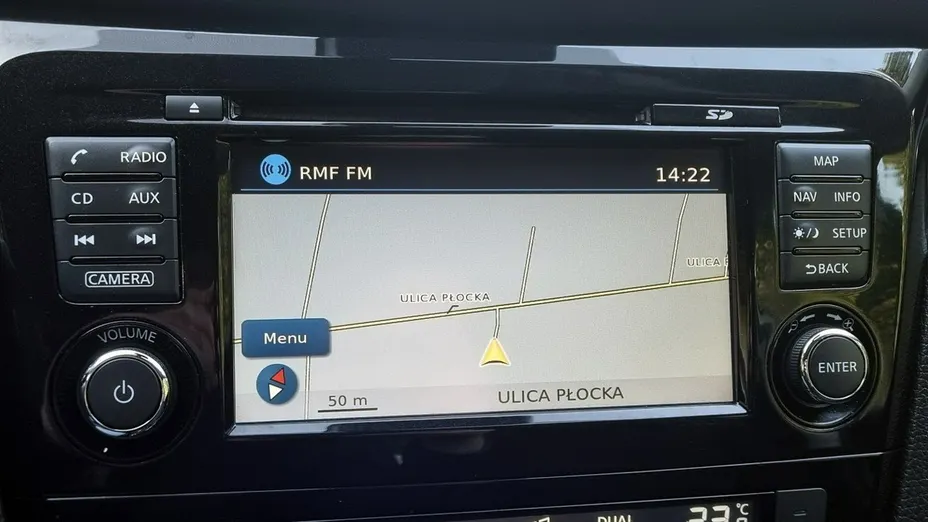 SD
RADIO
CD AUX
CAMERA
VOLUME
RMF FM 14:22
ULICA
ULICA PŁOCKA
Menu
50 m
ULICA PŁOCKA
MAP
NAV INFO
SETUP
BACK
ENTER
DUAL
°C